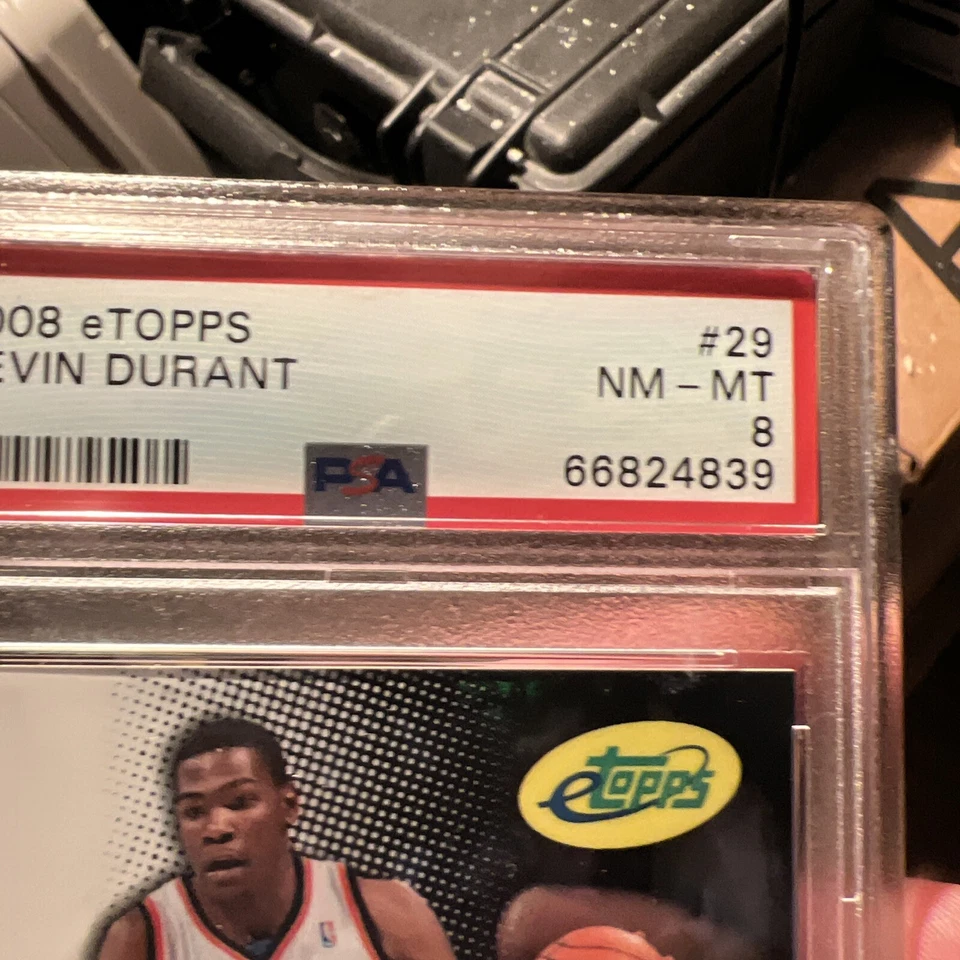 008 eTOPPS
EVIN DURANT
#29
NM - MT
8
66824839
PSA
etopps